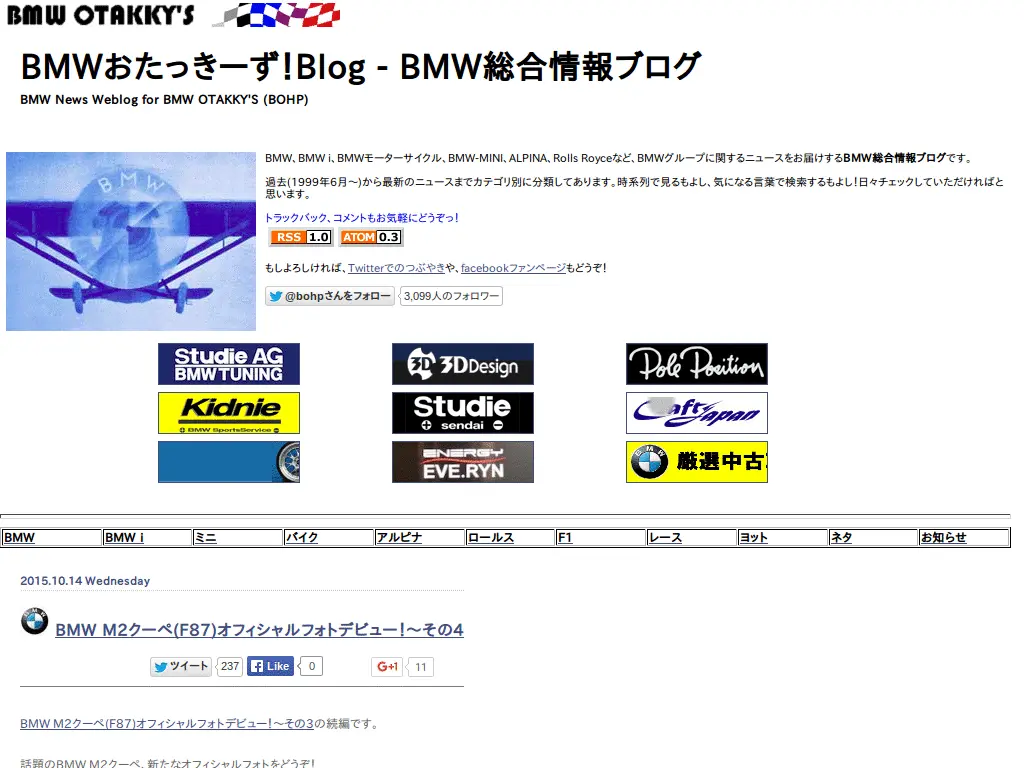 BMW OTAKKY'S
BMWおたっきーず!Blog - BMW総合情報ブログ
BMW News Weblog for BMW OTAKKY'S (BOHP)
BMW
BMW、BMW i、BMWモーターサイクル、BMW-MINI、ALPINA、Rolls Royceなど、BMWグループに関するニュースをお届けするBMW総合情報ブログです。
過去(1999年6月~)から最新のニュースまでカテゴリ別に分類してあります。時系列で見るもよし、気になる言葉で検索するもよし!日々チェックしていただければと
思います。
トラックバック、コメントもお気軽にどうぞっ!
RSS 1.0 ATOM 0.3
もしよろしければ、Twitterでのつぶやきや、facebookファンページもどうぞ!
@bohpさんをフォロー 3,099人のフォロワー
Studie AG
BMW TUNING
3D 3DDesign
Pole Position
Kidnie
BMW SportsService
Studie
sendai
Craft Japan
ENERGY
EVE.RYN
BMW 厳選中古
BMW BMW i ミニ バイク アルピナ ロールス F1 レース ヨット ネタ お知らせ
2015.10.14 Wednesday
BMW M2クーペ(F87)オフィシャルフォトデビュー!~その4
ツイート 237 Like 0 G+1 11
BMW M2クーペ(F87)オフィシャルフォトデビュー!~その3の続編です。
話題のBMW M2クーペ。新たなオフィシャルフォトをどうぞ!